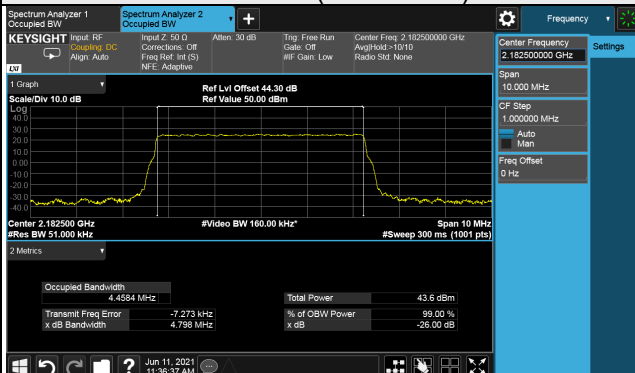 Spectrum Analyzer 1
Occupied BW
Spectrum Analyzer 2
Occupied BW
Frequency
KEYSIGHT
Input: RF
Coupling: DC
Align: Auto
Input Z: 50 Ω
Corrections: Off
Freq Ref: Int (S)
NFE: Adaptive
Atten: 30 dB
Trig: Free Run
Gate: Off
#IF Gain: Low
Center Freq: 2.182500000 GHz
Avg|Hold:>10/10
Radio Std: None
LXI
Center Frequency
2.182500000 GHz
Settings
Span
10.000 MHz
CF Step
1.000000 MHz
Auto
Man
Freq Offset
0 Hz
1 Graph
Scale/Div 10.0 dB
Ref Lvl Offset 44.30 dB
Ref Value 50.00 dBm
Log
40.0
30.0
20.0
10.0
0.00
-10.0
-20.0
-30.0
-40.0
Center 2.182500 GHz
#Video BW 160.00 kHz*
Span 10 MHz
#Res BW 51.000 kHz
#Sweep 300 ms (1001 pts)
2 Metrics
Occupied Bandwidth
4.4584 MHz
Total Power
43.6 dBm
Transmit Freq Error
-7.273 kHz
% of OBW Power
99.00 %
x dB Bandwidth
4.798 MHz
x dB
-26.00 dB
?
Jun 11, 2021
11:36:37 AM